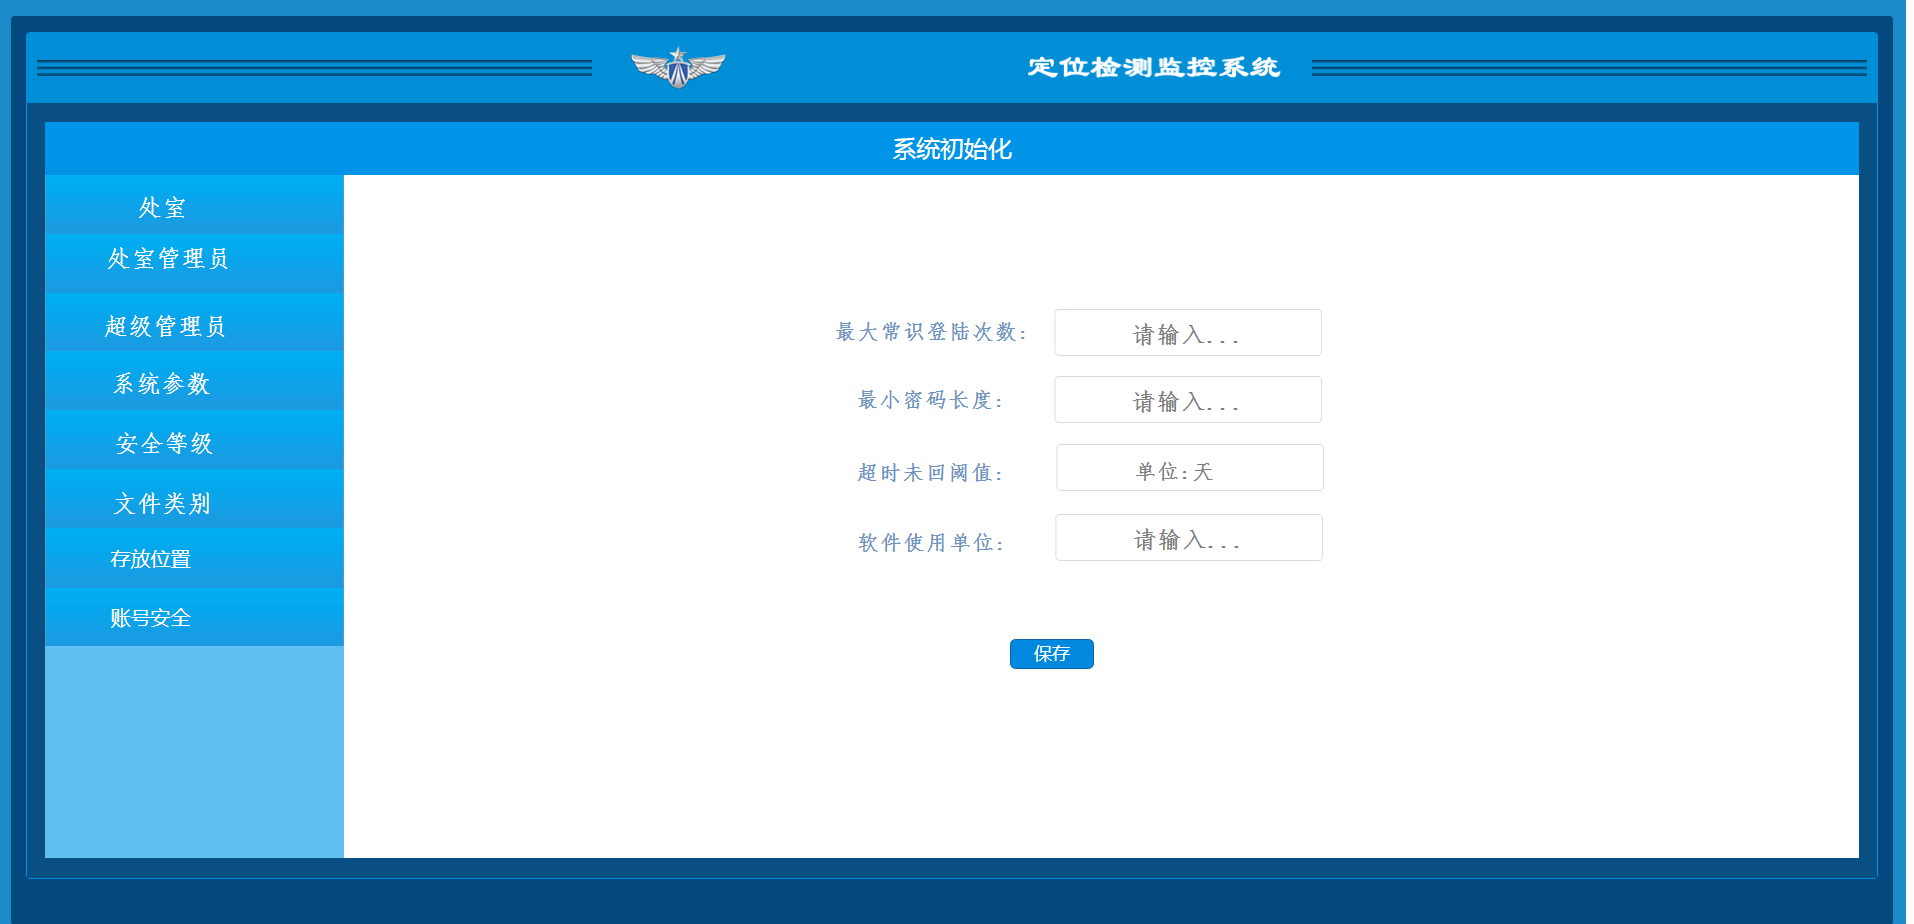 定位检测监控系统
系统初始化
处室
处室管理员
超级管理员
系统参数
安全等级
文件类别
存放位置
账号安全
最大常识登陆次数: 请输入...
最小密码长度: 请输入...
超时未回阈值: 单位:天
软件使用单位: 请输入...
保存